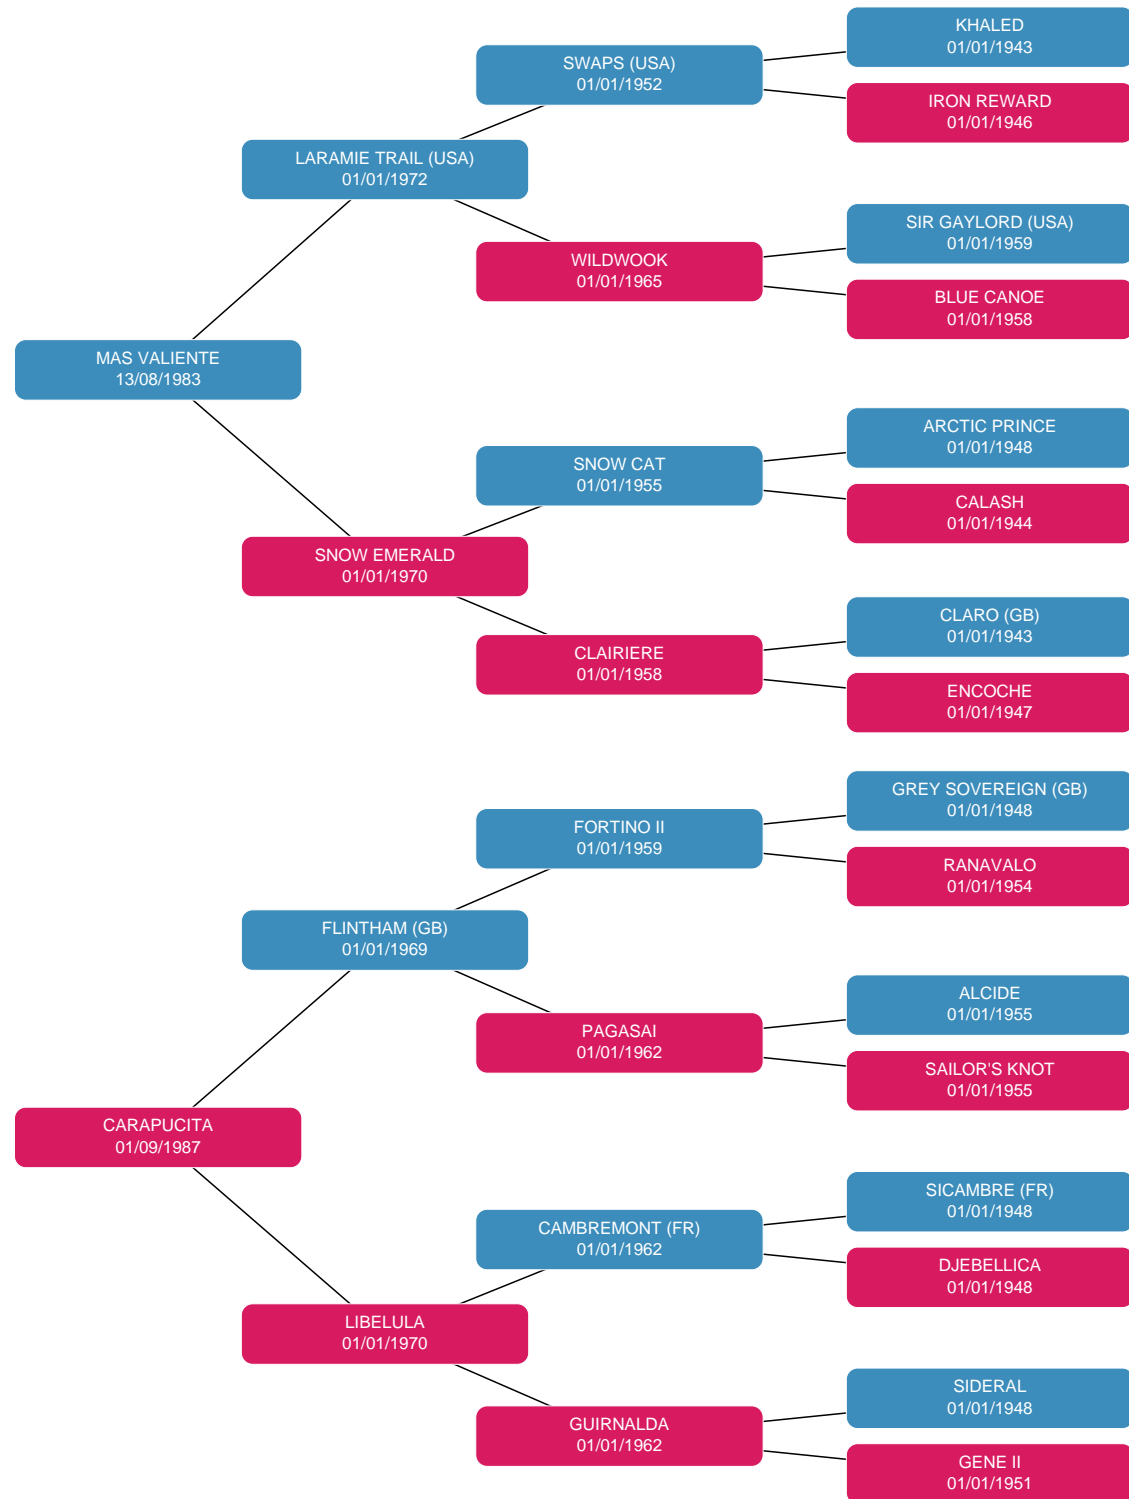 KHALED
01/01/1943
SWAPS (USA)
01/01/1952
IRON REWARD
01/01/1946
LARAMIE TRAIL (USA)
01/01/1972
SIR GAYLORD (USA)
01/01/1959
WILDWOOK
01/01/1965
BLUE CANOE
01/01/1958
MAS VALIENTE
13/08/1983
ARCTIC PRINCE
01/01/1948
SNOW CAT
01/01/1955
CALASH
01/01/1944
SNOW EMERALD
01/01/1970
CLARO (GB)
01/01/1943
CLAIRIERE
01/01/1958
ENCOCHE
01/01/1947
GREY SOVEREIGN (GB)
01/01/1948
FORTINO II
01/01/1959
RANAVALO
01/01/1954
FLINTHAM (GB)
01/01/1969
ALCIDE
01/01/1955
PAGASAI
01/01/1962
SAILOR'S KNOT
01/01/1955
CARAPUCITA
01/09/1987
SICAMBRE (FR)
01/01/1948
CAMBREMONT (FR)
01/01/1962
DJEBELLICA
01/01/1948
LIBELULA
01/01/1970
SIDERAL
01/01/1948
GUIRNALDA
01/01/1962
GENE II
01/01/1951